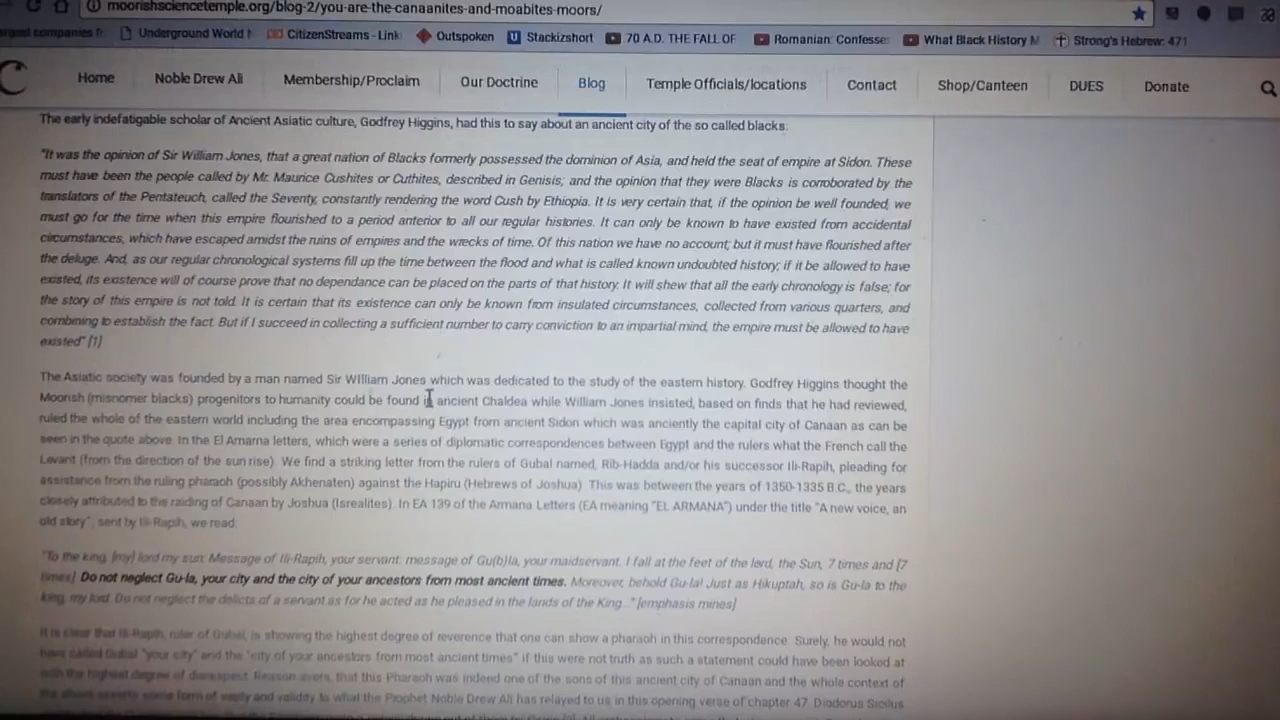 moorishsciencetemple.org/blog-2/you-are-the-canaanites-and-moabites-moors/
Underground World CitizenStreams - Link Outspoken Stackizshort 70 A.D. THE FALL OF Romanian: Confesse What Black History M Strong's Hebrew: 471
Home Noble Drew Ali Membership/Proclaim Our Doctrine Blog Temple Officials/locations Contact Shop/Canteen DUES Donate
The early indefatigable scholar of Ancient Asiatic culture, Godfrey Higgins, had this to say about an ancient city of the so called blacks:
"It was the opinion of Sir William Jones, that a great nation of Blacks formerly possessed the dominion of Asia, and held the seat of empire at Sidon. These
must have been the people called by Mr. Maurice Cushites or Cuthites, described in Genisis; and the opinion that they were Blacks is corroborated by the
translators of the Pentateuch, called the Seventy, constantly rendering the word Cush by Ethiopia. It is very certain that, if the opinion be well founded, we
must go for the time when this empire flourished to a period anterior to all our regular histories. It can only be known to have existed from accidental
circumstances, which have escaped amidst the ruins of empires and the wrecks of time. Of this nation we have no account; but it must have flourished after
the deluge. And, as our regular chronological systems fill up the time between the flood and what is called known undoubted history; if it be allowed to have
existed, its existence will of course prove that no dependance can be placed on the parts of that history. It will shew that all the early chronology is false; for
the story of this empire is not told. It is certain that its existence can only be known from insulated circumstances, collected from various quarters, and
combining to establish the fact. But if I succeed in collecting a sufficient number to carry conviction to an impartial mind, the empire must be allowed to have
existed" [1]
The Asiatic society was founded by a man named Sir William Jones which was dedicated to the study of the eastern history. Godfrey Higgins thought the
Moorish (misnomer blacks) progenitors to humanity could be found in ancient Chaldea while William Jones insisted, based on finds that he had reviewed,
ruled the whole of the eastern world including the area encompassing Egypt from ancient Sidon which was anciently the capital city of Canaan as can be
seen in the quote above. In the El Amarna letters, which were a series of diplomatic correspondences between Egypt and the rulers what the French call the
Levant (from the direction of the sun rise). We find a striking letter from the rulers of Gubal named, Rib-Hadda and/or his successor Ili-Rapih, pleading for
assistance from the ruling pharaoh (possibly Akhenaten) against the Hapiru (Hebrews of Joshua). This was between the years of 1350-1335 B.C., the years
closely attributed to the raiding of Canaan by Joshua (Isrealites). In EA 139 of the Armana Letters (EA meaning "EL ARMANA") under the title "A new voice, an
old story", sent by Ili-Rapih, we read.
"To the king, [my] lord my sun: Message of Ili-Rapih, your servant: message of Gu(b)la, your maidservant. I fall at the feet of the lord, the Sun, 7 times and [7
times] Do not neglect Gu-la, your city and the city of your ancestors from most ancient times. Moreover, behold Gu-la! Just as Hikuptah, so is Gu-la to the
king, my lord. Do not neglect the delicts of a servant as for he acted as he pleased in the lands of the King..." [emphasis mines]
It is clear that Ili-Rapih, ruler of Gubal, is showing the highest degree of reverence that one can show a pharaoh in this correspondence. Surely, he would not
have called Gubal "your city" and the "city of your ancestors from most ancient times" if this were not truth as such a statement could have been looked at
with the highest degree of disrespect. Reason avers, that this Pharaoh was indeed one of the sons of this ancient city of Canaan and the whole context of
the above some form of and validity to what the Prophet Noble Drew Ali has relayed to us in this opening verse of chapter 47. Diodorus Sicilus